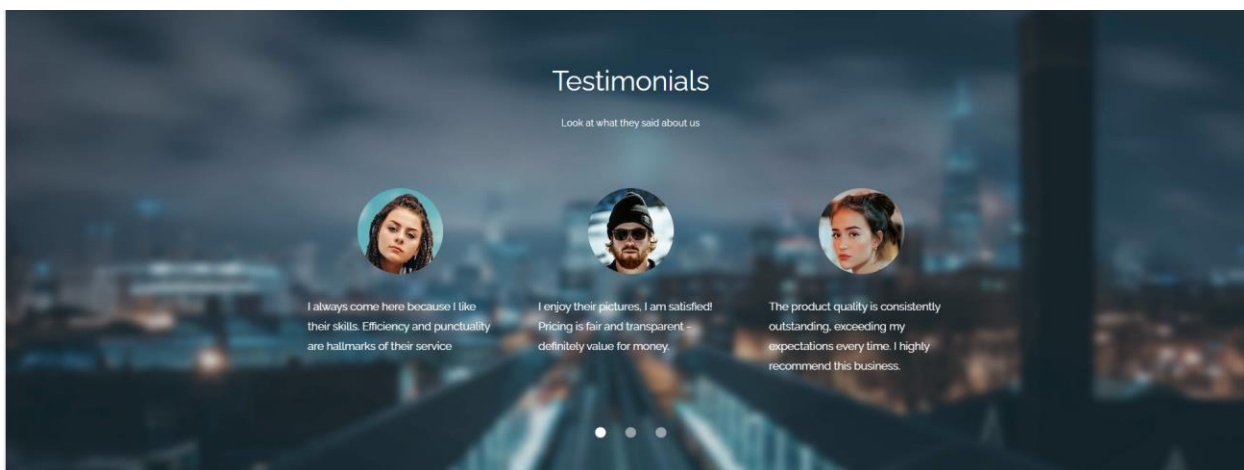 Testimonials
Look at what they said about us
I always come here because I like
their skills. Efficiency and punctuality
are hallmarks of their service
I enjoy their pictures, I am satisfied!
Pricing is fair and transparent -
definitely value for money.
The product quality is consistently
outstanding, exceeding my
expectations every time. I highly
recommend this business.